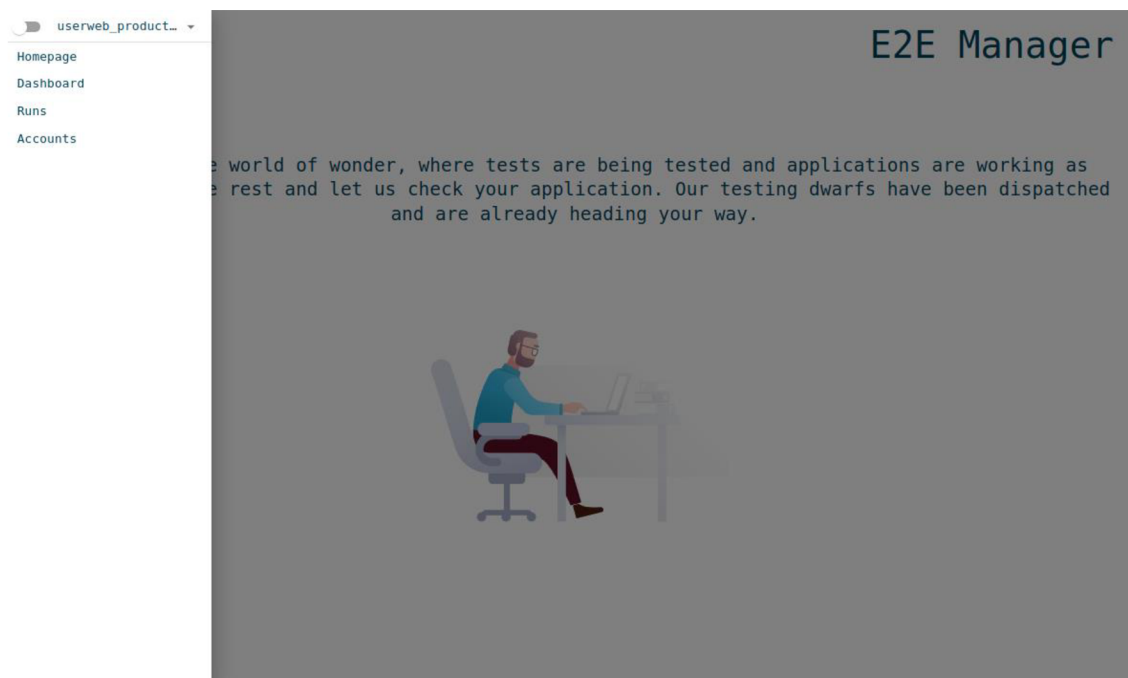 userweb_product…
Homepage
Dashboard
Runs
Accounts
E2E Manager
world of wonder, where tests are being tested and applications are working as
rest and let us check your application. Our testing dwarfs have been dispatched
and are already heading your way.